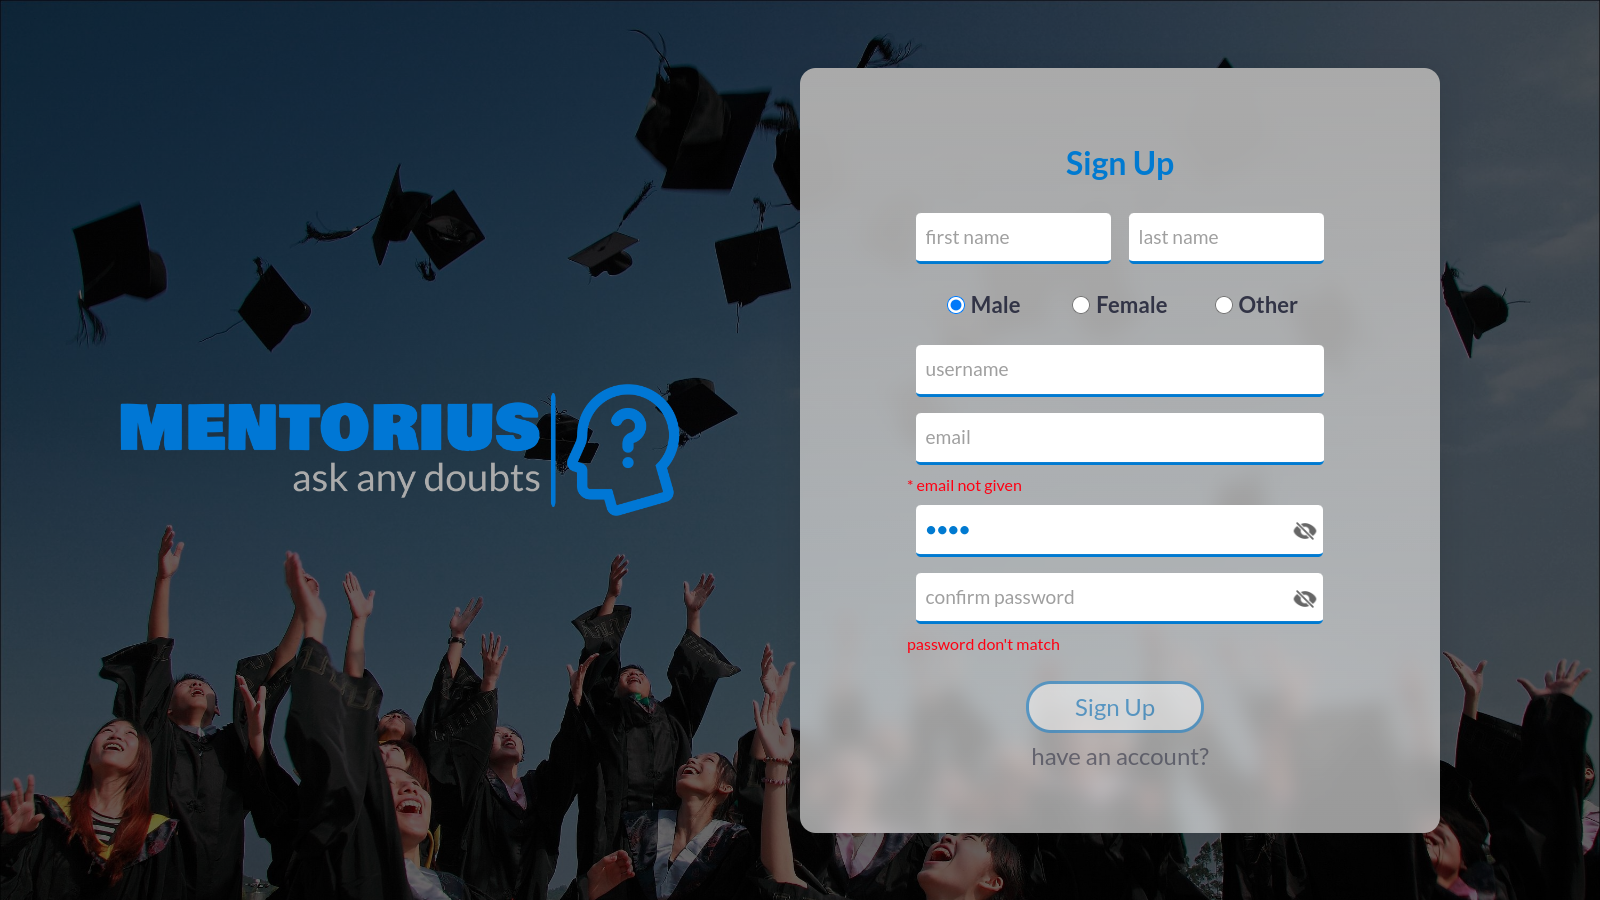 MENTORIUS
ask any doubts
?
Sign Up
first name last name
Male Female Other
username
email
* email not given
••••
confirm password
password don't match
Sign Up
have an account?